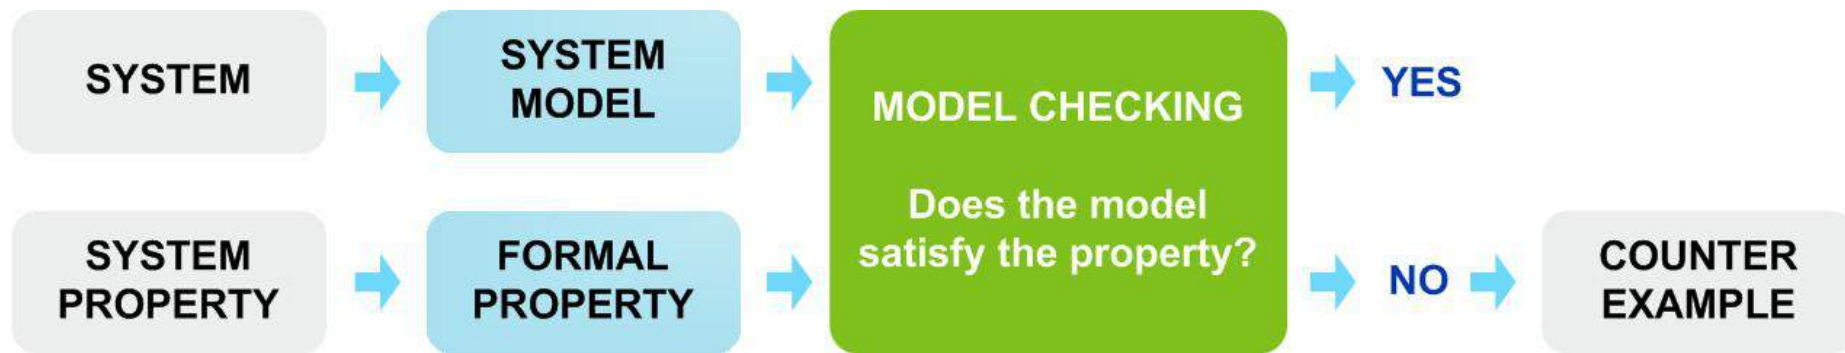 SYSTEM
SYSTEM
MODEL
MODEL CHECKING
Does the model
satisfy the property?
YES
SYSTEM
PROPERTY
FORMAL
PROPERTY
NO
COUNTER
EXAMPLE